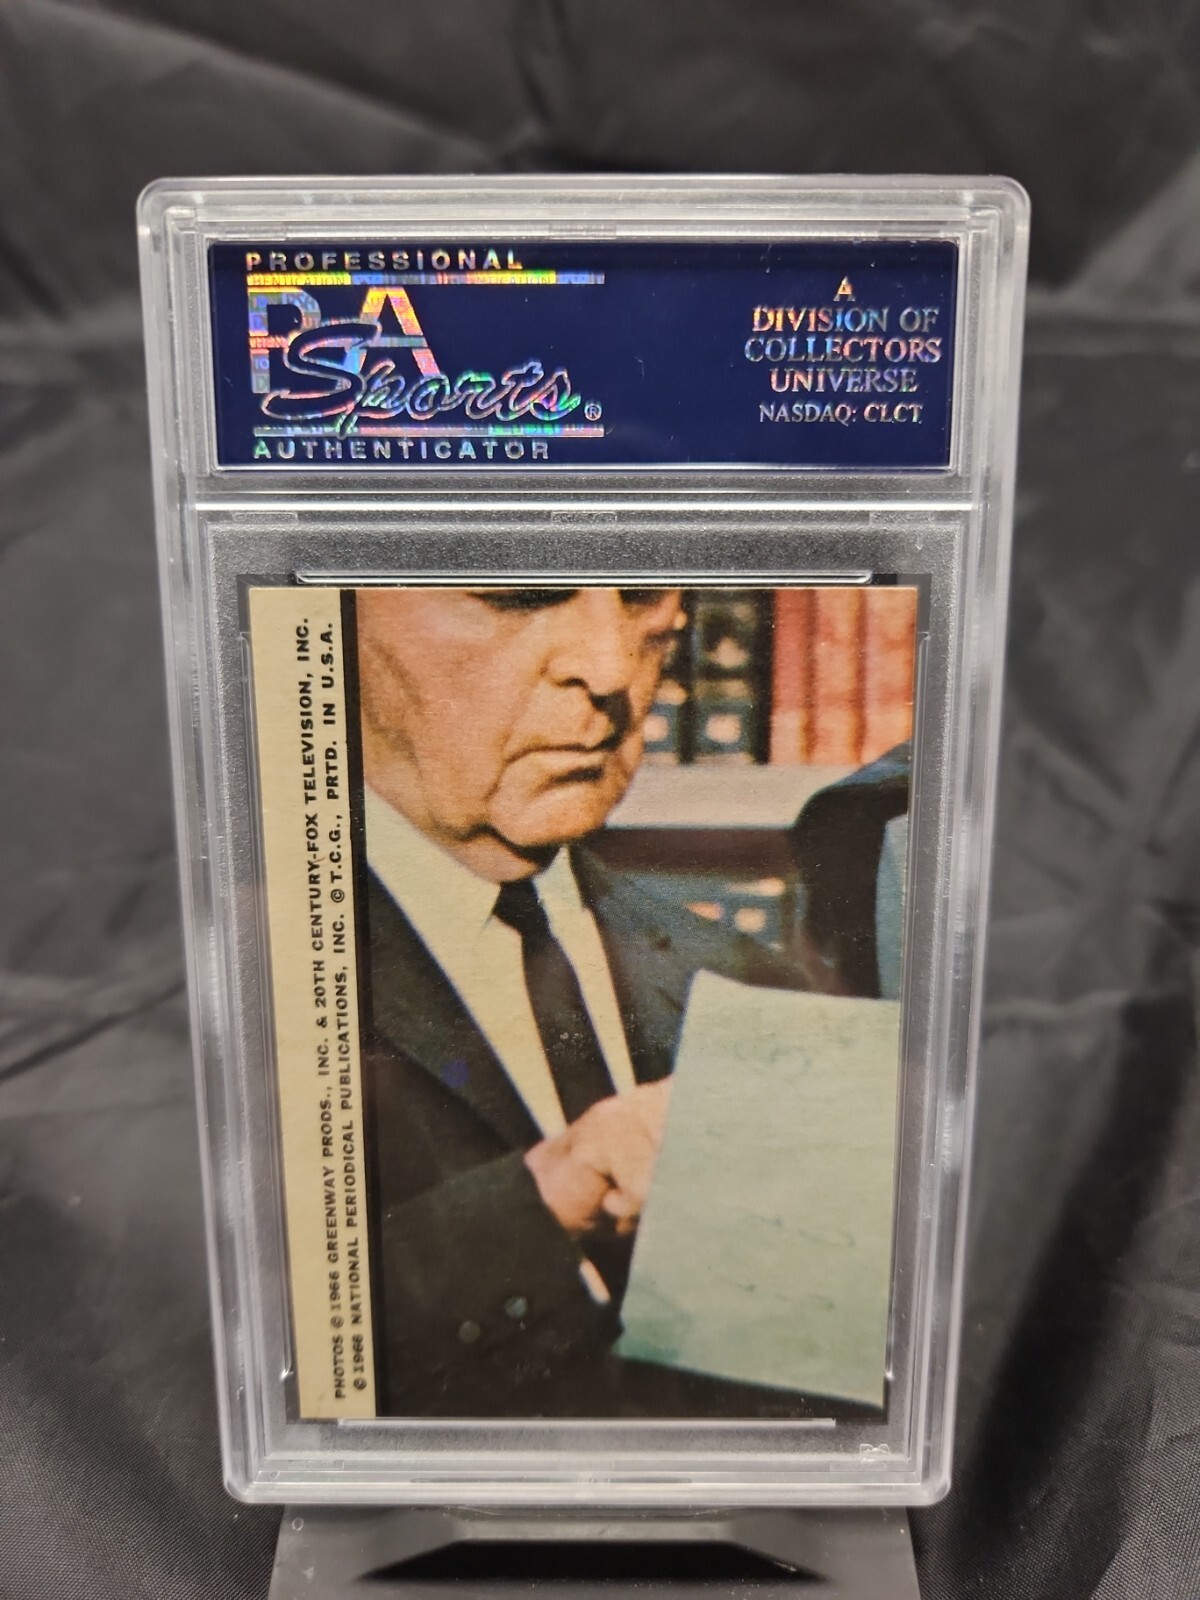 PROFESSIONAL
PSA
Sports®
AUTHENTICATOR
A
DIVISION OF
COLLECTORS
UNIVERSE
NASDAQ: CLCT
PHOTOS © 1966 GREENWAY PRODS., INC. & 20TH CENTURY-FOX TELEVISION, INC.
© 1966 NATIONAL PERIODICAL PUBLICATIONS, INC. © T.C.G., PRTD. IN U.S.A.